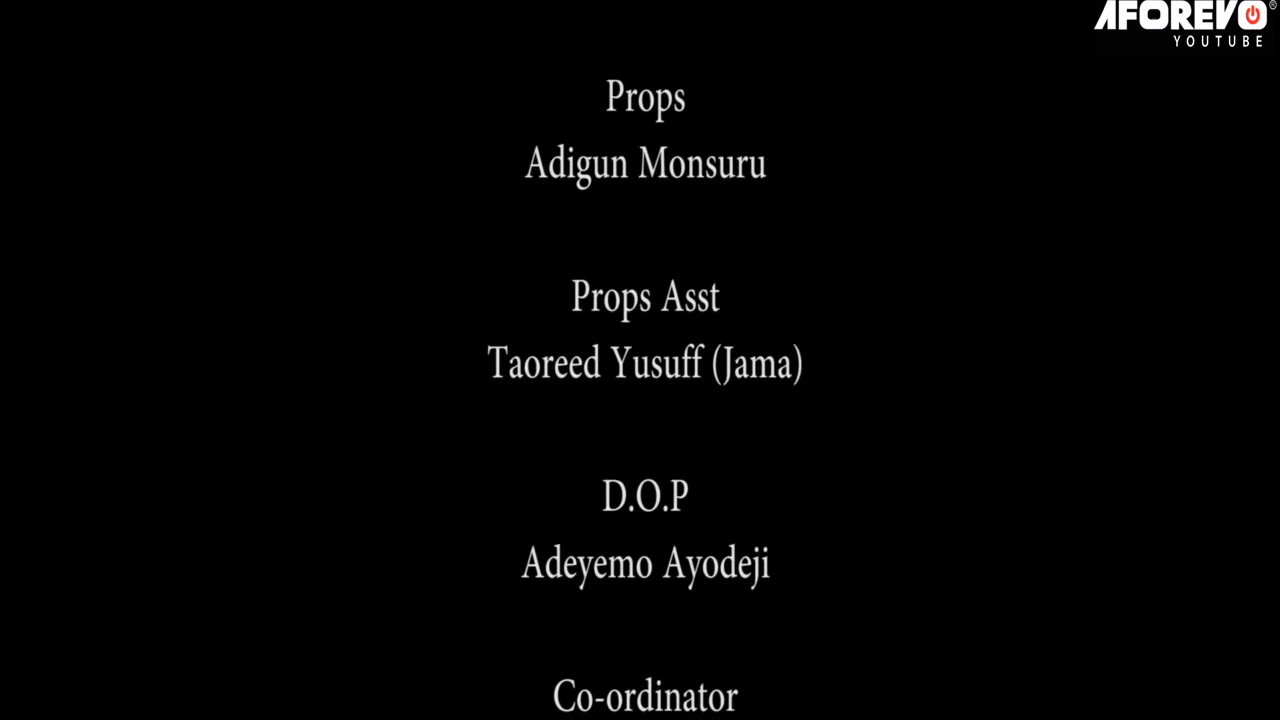 AFOREVO®
YOUTUBE
Props
Adigun Monsuru
Props Asst
Taoreed Yusuff (Jama)
D.O.P
Adeyemo Ayodeji
Co-ordinator